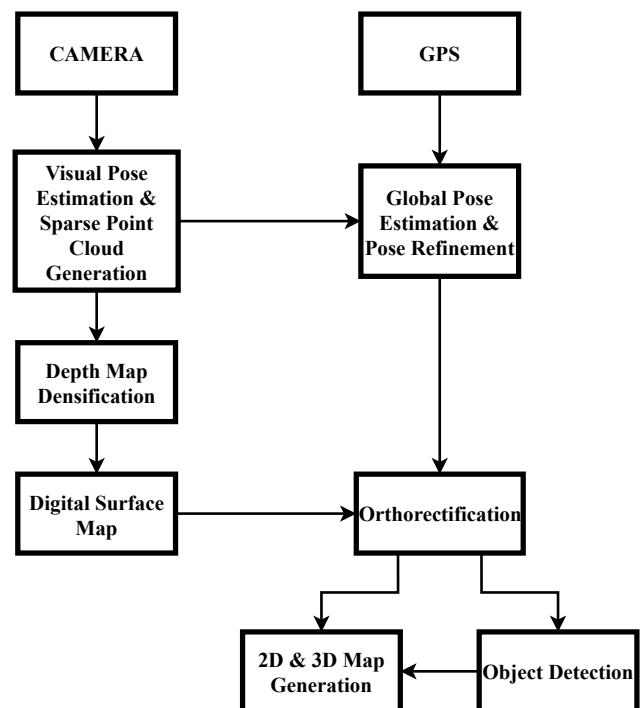 CAMERA
GPS
Visual Pose
Estimation &
Sparse Point
Cloud
Generation
Global Pose
Estimation &
Pose Refinement
Depth Map
Densification
Digital Surface
Map
Orthorectification
2D & 3D Map
Generation
Object Detection